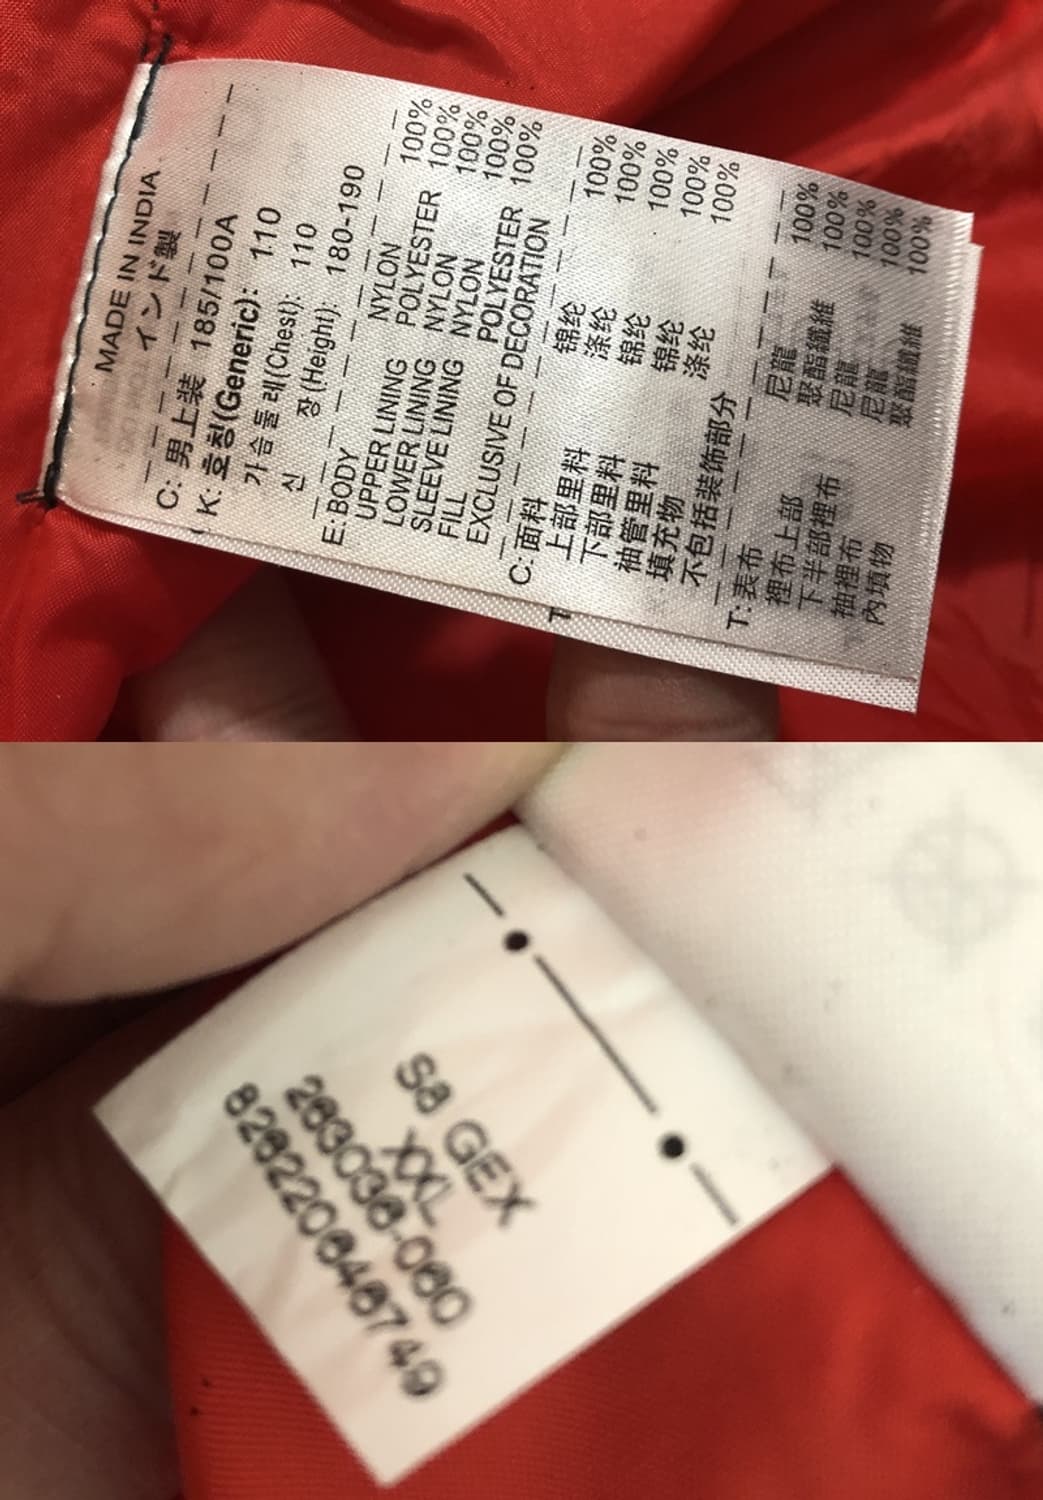 MADE IN INDIA
インド製
C: 男上装 185/100A
K: 호칭(Generic): 110
가슴둘레(Chest): 110
신 장(Height): 180-190
E: BODY NYLON 100%
UPPER LINING POLYESTER 100%
LOWER LINING NYLON 100%
SLEEVE LINING NYLON 100%
FILL POLYESTER 100%
EXCLUSIVE OF DECORATION
C: 面料 锦纶 100%
上部里料 涤纶 100%
下部里料 锦纶 100%
袖管里料 锦纶 100%
填充物 涤纶 100%
不包括装饰部分
T: 表布 尼龍 100%
裡布上部 聚酯纖維 100%
下半部裡布 尼龍 100%
袖裡布 尼龍 100%
內填物 聚酯纖維 100%
T
sa GEX
XXL